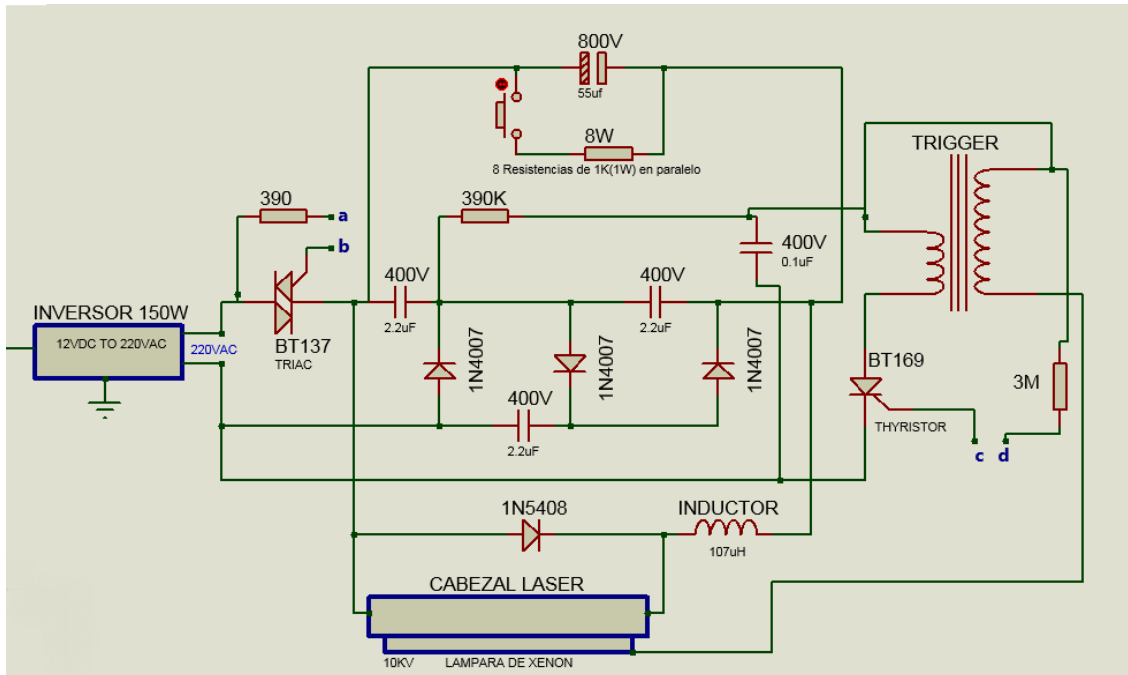 800V
55uf
8W
8 Resistencias de 1K(1W) en paralelo
TRIGGER
390
a
390K
b
400V
0.1uF
400V
2.2uF
400V
2.2uF
INVERSOR 150W
12VDC TO 220VAC
220VAC
BT137
TRIAC
1N4007
1N4007
1N4007
BT169
THYRISTOR
3M
400V
2.2uF
c
d
1N5408
INDUCTOR
107uH
CABEZAL LASER
10KV
LAMPARA DE XENON